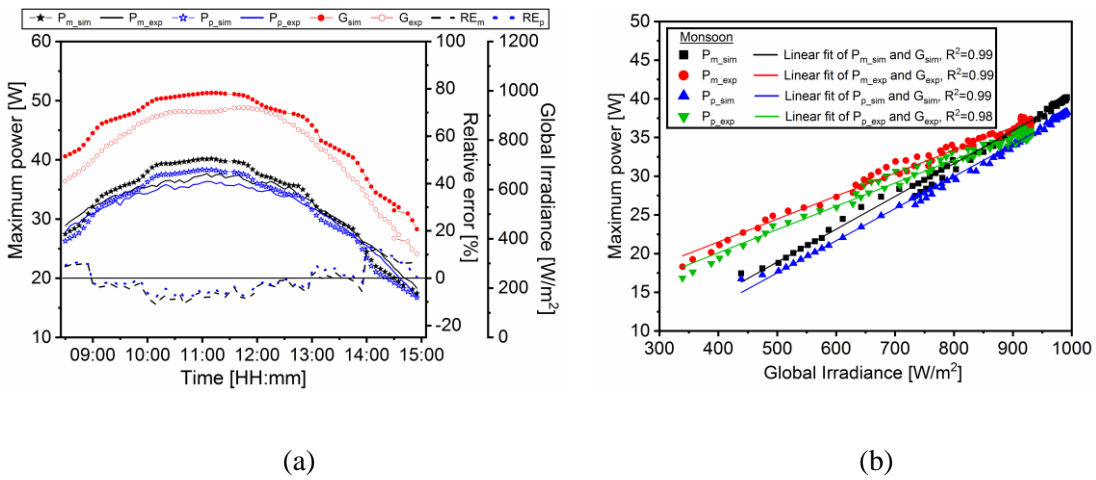 P_m_sim P_m_exp P_p_sim P_p_exp G_sim G_exp RE_m RE_p
60
50
40
30
20
10
Maximum power [W]
100
80
60
40
20
0
-20
Relative error [%]
1200
1000
800
600
400
200
0
Global Irradiance [W/m²]
09:00 10:00 11:00 12:00 13:00 14:00 15:00
Time [HH:mm]
(a)
Monsoon
P_m_sim Linear fit of P_m_sim and G_sim, R²=0.99
P_m_exp Linear fit of P_m_exp and G_exp, R²=0.99
P_p_sim Linear fit of P_p_sim and G_sim, R²=0.99
P_p_exp Linear fit of P_p_exp and G_exp, R²=0.98
50
45
40
35
30
25
20
15
10
Maximum power [W]
300 400 500 600 700 800 900 1000
Global Irradiance [W/m²]
(b)